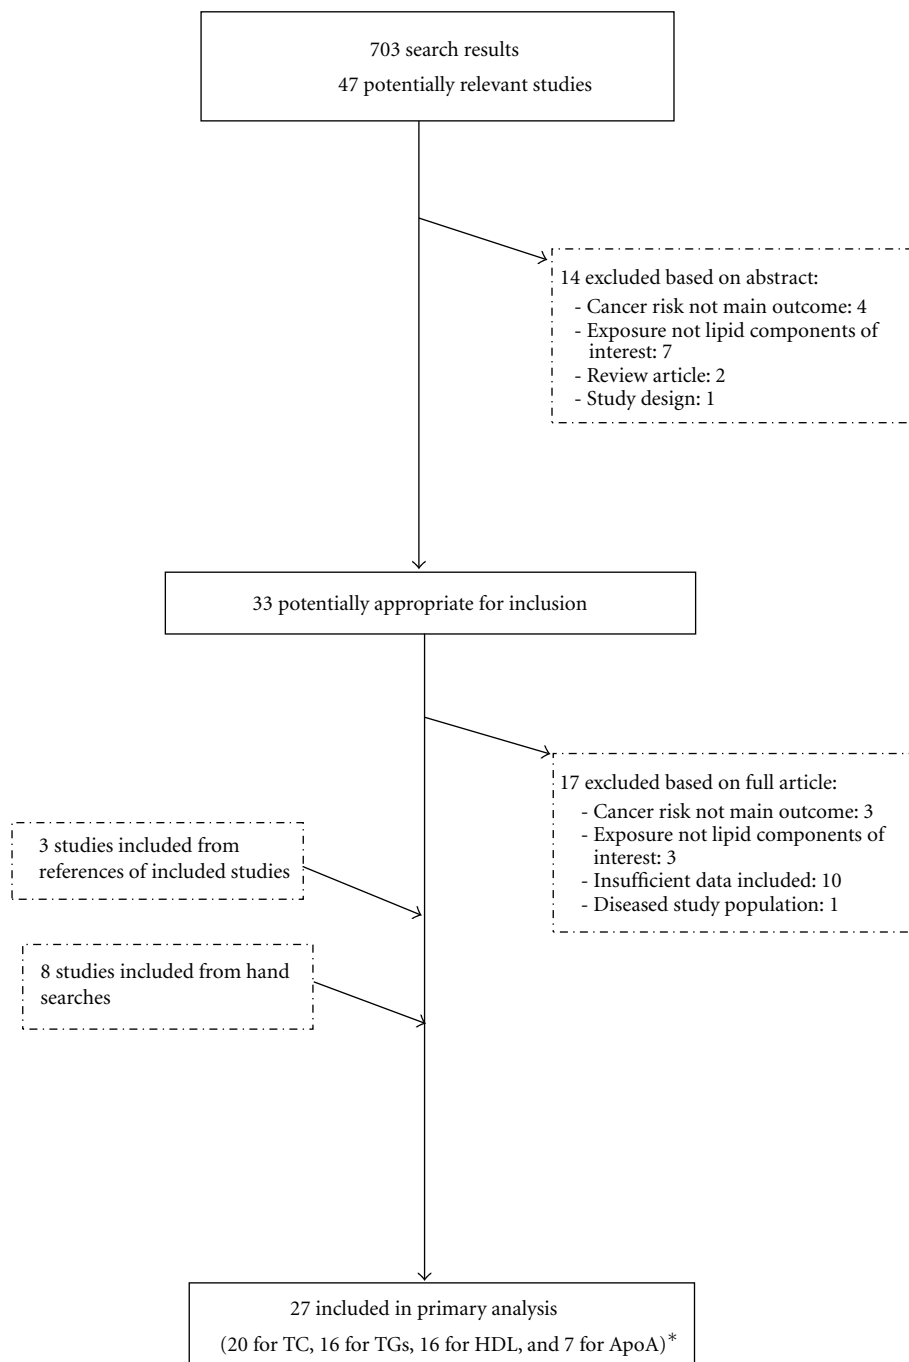 703 search results
47 potentially relevant studies
14 excluded based on abstract:
- Cancer risk not main outcome: 4
- Exposure not lipid components of
interest: 7
- Review article: 2
- Study design: 1
33 potentially appropriate for inclusion
17 excluded based on full article:
- Cancer risk not main outcome: 3
- Exposure not lipid components of
interest: 3
- Insufficient data included: 10
- Diseased study population: 1
3 studies included from
references of included studies
8 studies included from hand
searches
27 included in primary analysis
(20 for TC, 16 for TGs, 16 for HDL, and 7 for ApoA)*